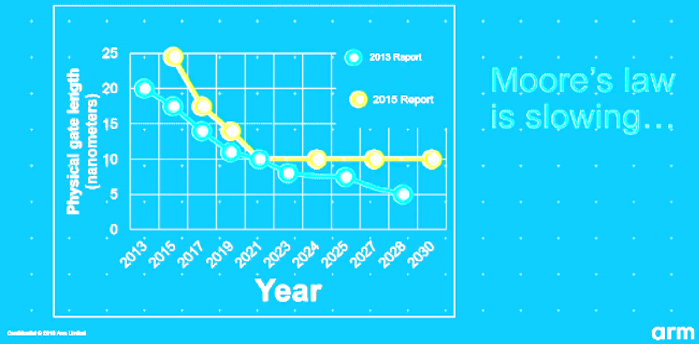 Moore's law
is slowing...
25
20
15
10
5
0
Physical gate length
(nanometers)
2013 Report
2015 Report
2013
2015
2017
2019
2021
2023
2024
2025
2027
2028
2030
Year
Confidential © 2018 Arm Limited
arm